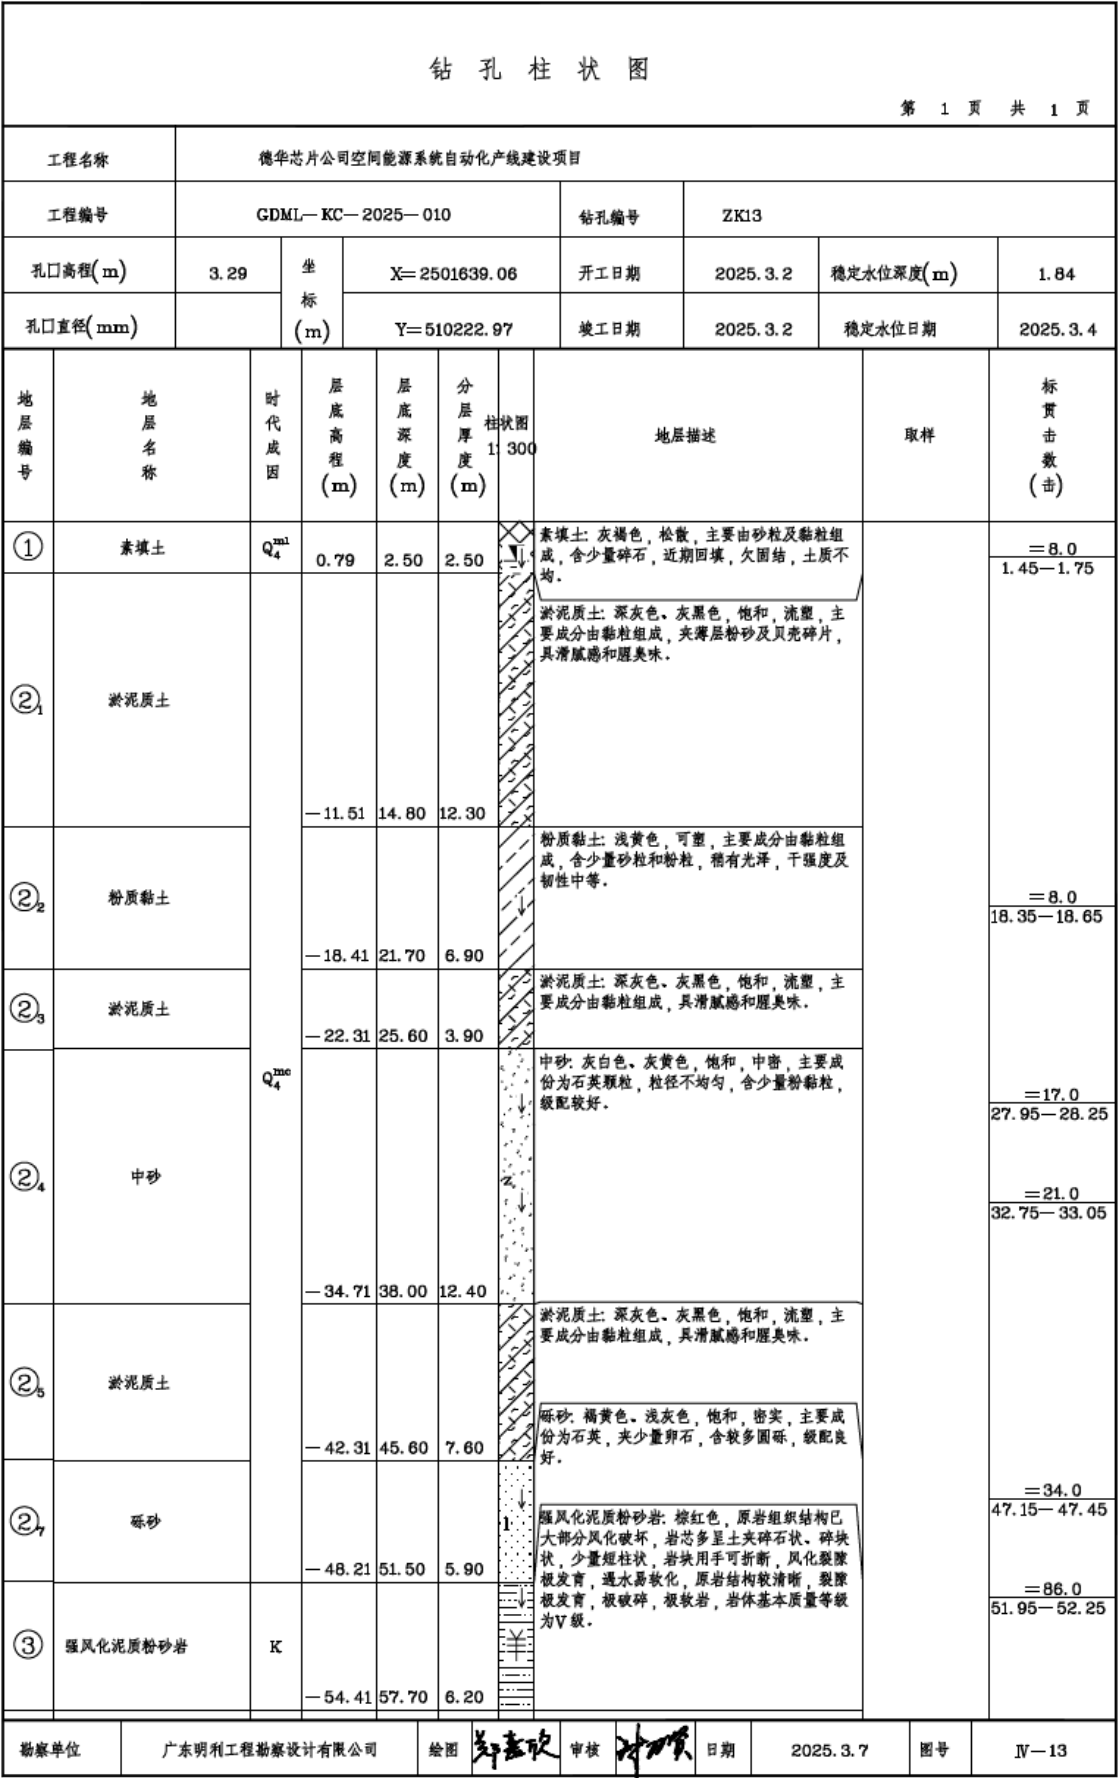 钻孔柱状图
第 1 页 共 1 页
工程名称 德华芯片公司空间能源系统自动化产线建设项目
工程编号 GDML—KC—2025—010 钻孔编号 ZK13
孔口高程(m) 3.29 坐标(m) X=2501639.06 开工日期 2025.3.2 稳定水位深度(m) 1.84
孔口直径(mm) Y=510222.97 竣工日期 2025.3.2 稳定水位日期 2025.3.4
地层编号 地层名称 时代成因 层底高程(m) 层底深度(m) 分层厚度(m) 柱状图 1:300 地层描述 取样 标贯击数(击)
① 素填土 Q4ml 0.79 2.50 2.50
素填土: 灰褐色, 松散, 主要由砂粒及黏粒组
成, 含少量碎石, 近期回填, 欠固结, 土质不
均.
=8.0
1.45—1.75
②1 淤泥质土 —11.51 14.80 12.30
淤泥质土: 深灰色、灰黑色, 饱和, 流塑, 主
要成分由黏粒组成, 夹薄层粉砂及贝壳碎片,
具滑腻感和腥臭味.
②2 粉质黏土 —18.41 21.70 6.90
粉质黏土: 浅黄色, 可塑, 主要成分由黏粒组
成, 含少量砂粒和粉粒, 稍有光泽, 干强度及
韧性中等.
=8.0
18.35—18.65
②3 淤泥质土 —22.31 25.60 3.90
淤泥质土: 深灰色、灰黑色, 饱和, 流塑, 主
要成分由黏粒组成, 具滑腻感和腥臭味.
Q4mc
②4 中砂 —34.71 38.00 12.40
z
中砂: 灰白色、灰黄色, 饱和, 中密, 主要成
份为石英颗粒, 粒径不均匀, 含少量粉黏粒,
级配较好.
=17.0
27.95—28.25
=21.0
32.75—33.05
②5 淤泥质土 —42.31 45.60 7.60
淤泥质土: 深灰色、灰黑色, 饱和, 流塑, 主
要成分由黏粒组成, 具滑腻感和腥臭味.
②7 砾砂 —48.21 51.50 5.90
l
砾砂: 褐黄色、浅灰色, 饱和, 密实, 主要成
份为石英, 夹少量卵石, 含较多圆砾, 级配良
好.
=34.0
47.15—47.45
③ 强风化泥质粉砂岩 K —54.41 57.70 6.20
强风化泥质粉砂岩: 棕红色, 原岩组织结构已
大部分风化破坏, 岩芯多呈土夹碎石状、碎块
状, 少量短柱状, 岩块用手可折断, 风化裂隙
极发育, 遇水易软化, 原岩结构较清晰, 裂隙
极发育, 极破碎, 极软岩, 岩体基本质量等级
为V级.
=86.0
51.95—52.25
勘察单位 广东明利工程勘察设计有限公司 绘图 审核 日期 2025.3.7 图号 Ⅳ—13